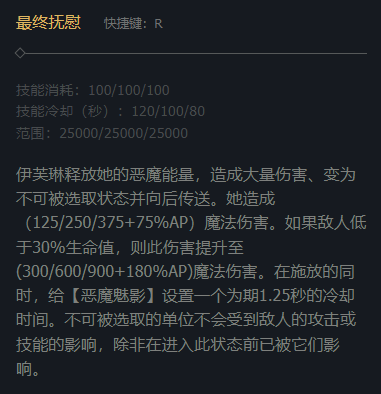 最终抚慰 快捷键：R
技能消耗：100/100/100
技能冷却（秒）：120/100/80
范围：25000/25000/25000
伊芙琳释放她的恶魔能量，造成大量伤害、变为
不可被选取状态并向后传送。她造成
（125/250/375+75%AP）魔法伤害。如果敌人低
于30%生命值，则此伤害提升至
(300/600/900+180%AP)魔法伤害。在施放的同
时，给【恶魔魅影】设置一个为期1.25秒的冷却
时间。不可被选取的单位不会受到敌人的攻击或
技能的影响，除非在进入此状态前已被它们影
响。